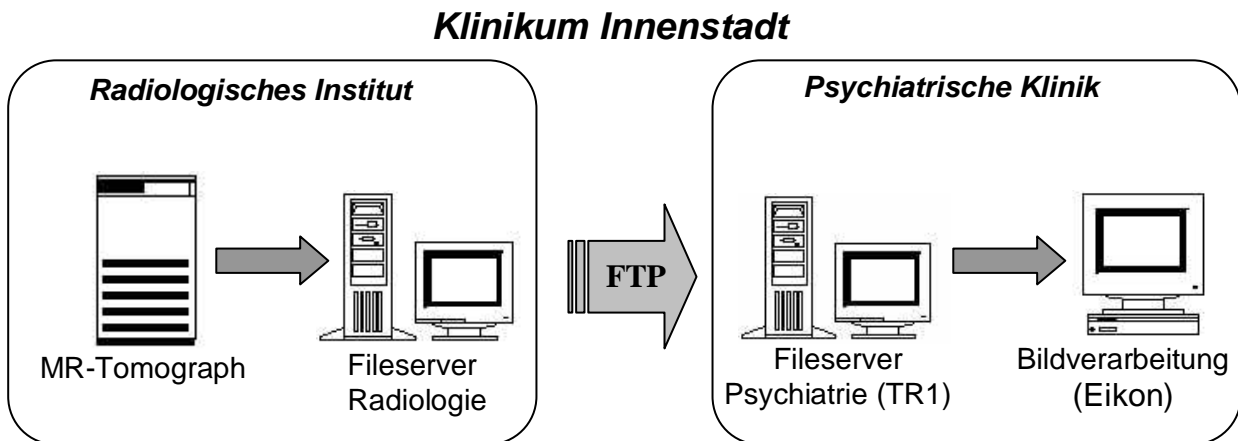 Klinikum Innenstadt
Radiologisches Institut
MR-Tomograph
Fileserver
Radiologie
FTP
Psychiatrische Klinik
Fileserver
Psychiatrie (TR1)
Bildverarbeitung
(Eikon)